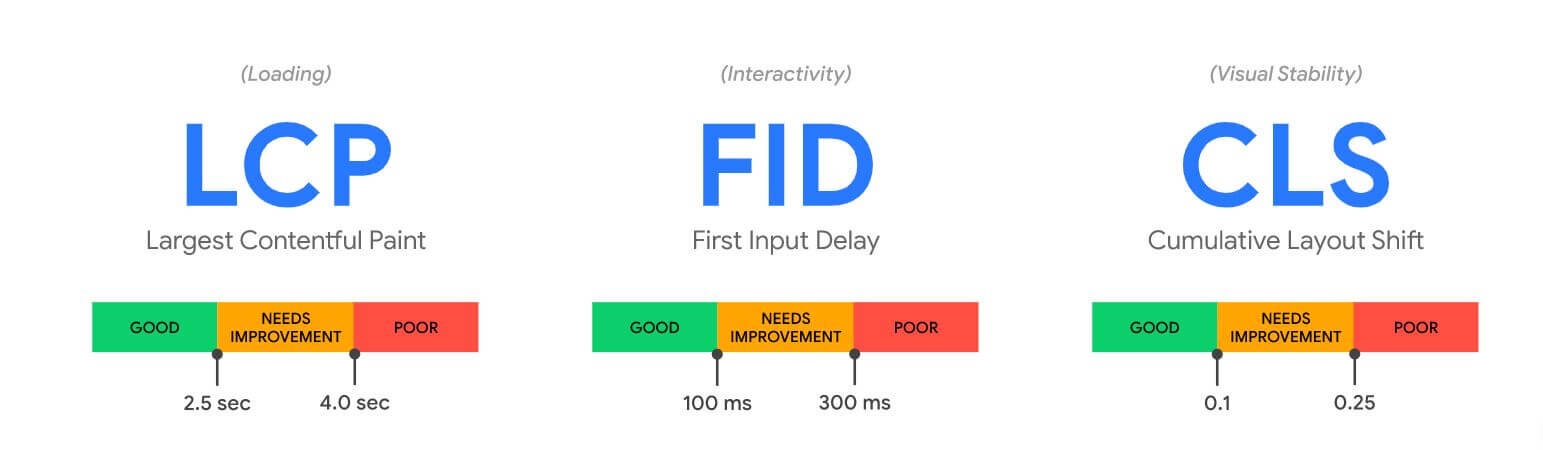 (Loading)
LCP
Largest Contentful Paint
GOOD
NEEDS
IMPROVEMENT
POOR
2.5 sec
4.0 sec
(Interactivity)
FID
First Input Delay
GOOD
NEEDS
IMPROVEMENT
POOR
100 ms
300 ms
(Visual Stability)
CLS
Cumulative Layout Shift
GOOD
NEEDS
IMPROVEMENT
POOR
0.1
0.25